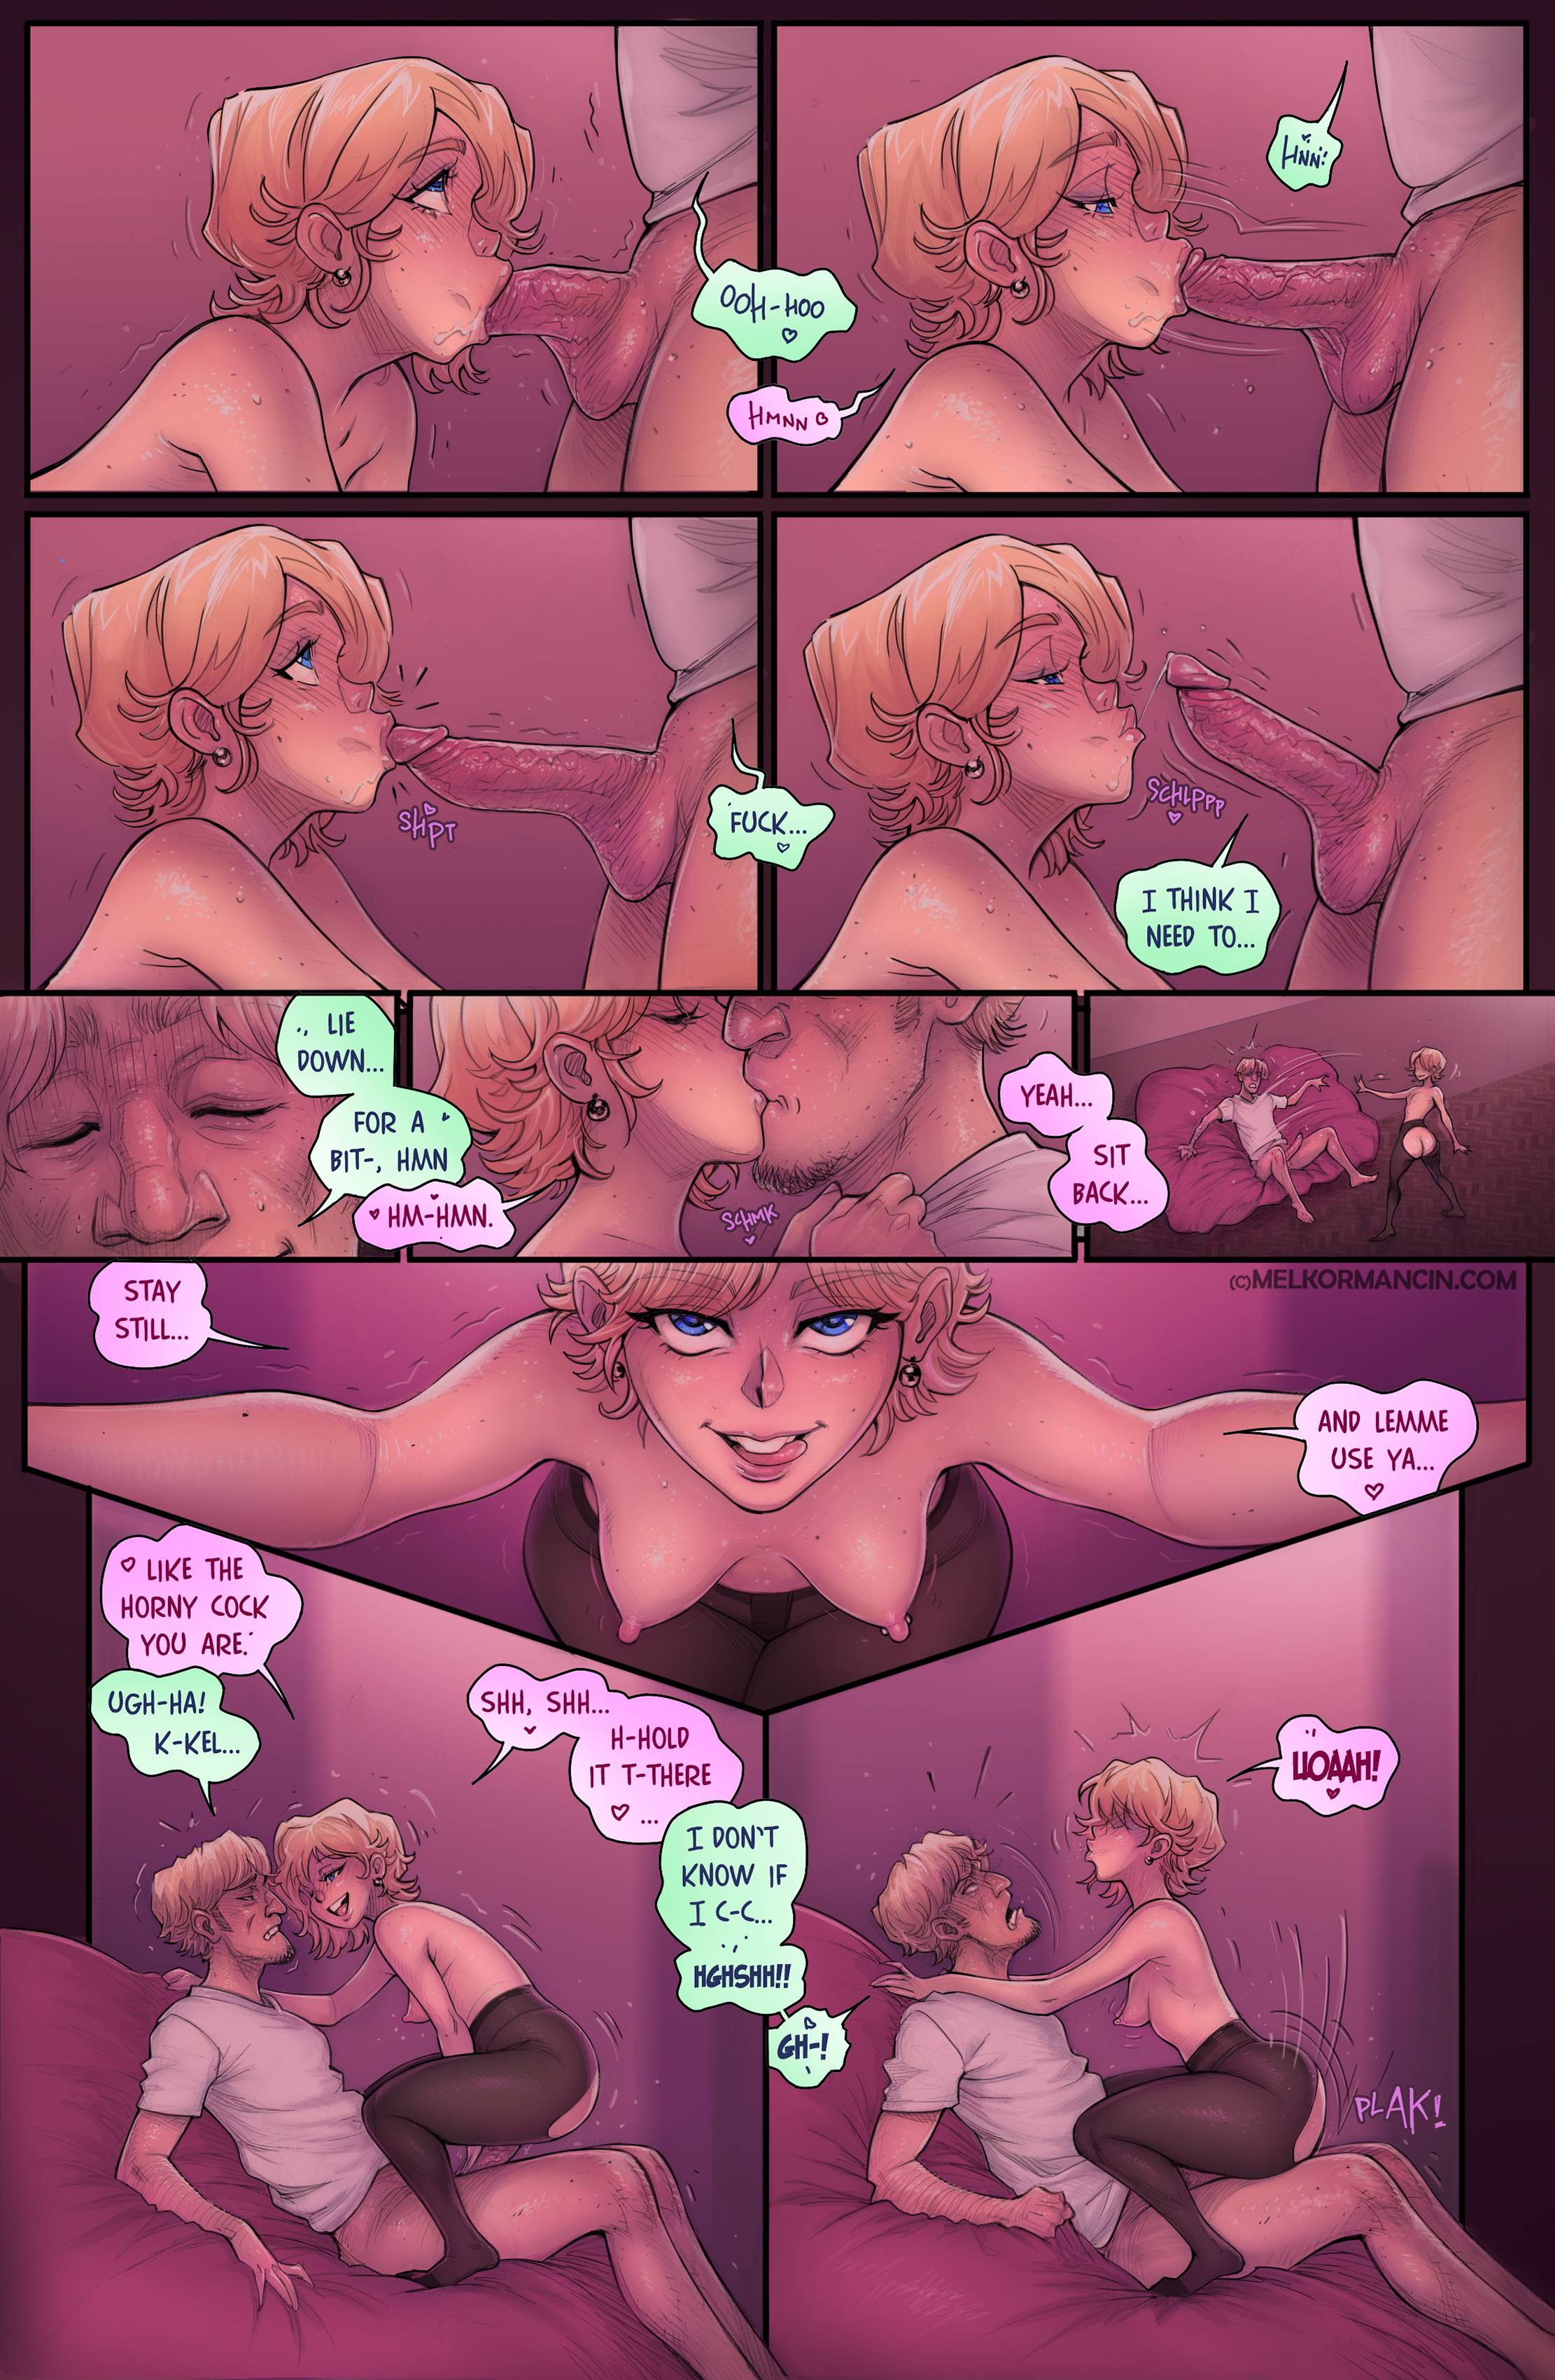 OOH-HOO
HMNN
HNN!
SHPT
FUCK...
SCHLPPP
I THINK I
NEED TO...
., LIE
DOWN...
FOR A
BIT-, HMN
HM-HMN.
SCHMK
YEAH...
SIT
BACK...
(C)MELKORMANCIN.COM
STAY
STILL...
AND LEMME
USE YA...
LIKE THE
HORNY COCK
YOU ARE.
UGH-HA!
K-KEL...
SHH, SHH...
H-HOLD
IT T-THERE
...
I DON'T
KNOW IF
I C-C...
HGHSHH!!
GH-!
UOAAH!
PLAK!